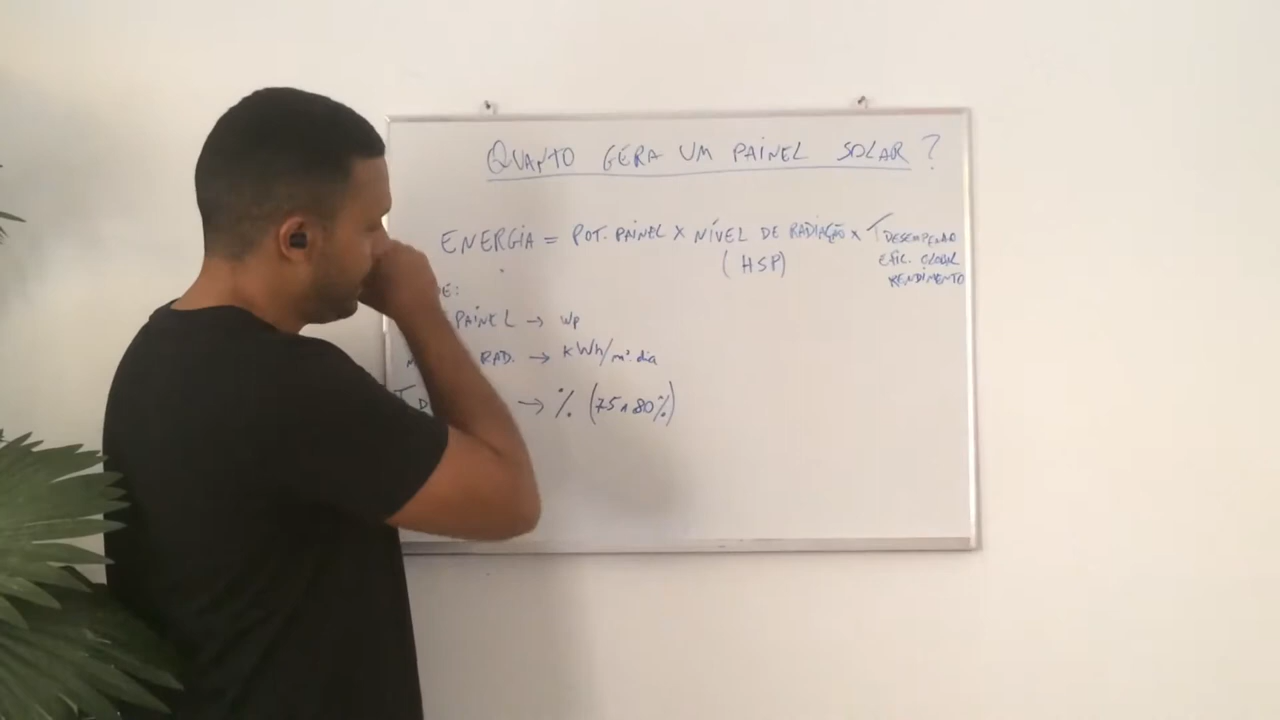 QUANTO GERA UM PAINEL SOLAR?
ENERGIA = POT. PAINEL X NÍVEL DE RADIAÇÃO X T DESEMPENHO
(HSP) EFIC. GLOBAL
RENDIMENTO
E:
PAINEL → Wp
RAD. → KWh/m².dia
T D → % (75 A 80%)